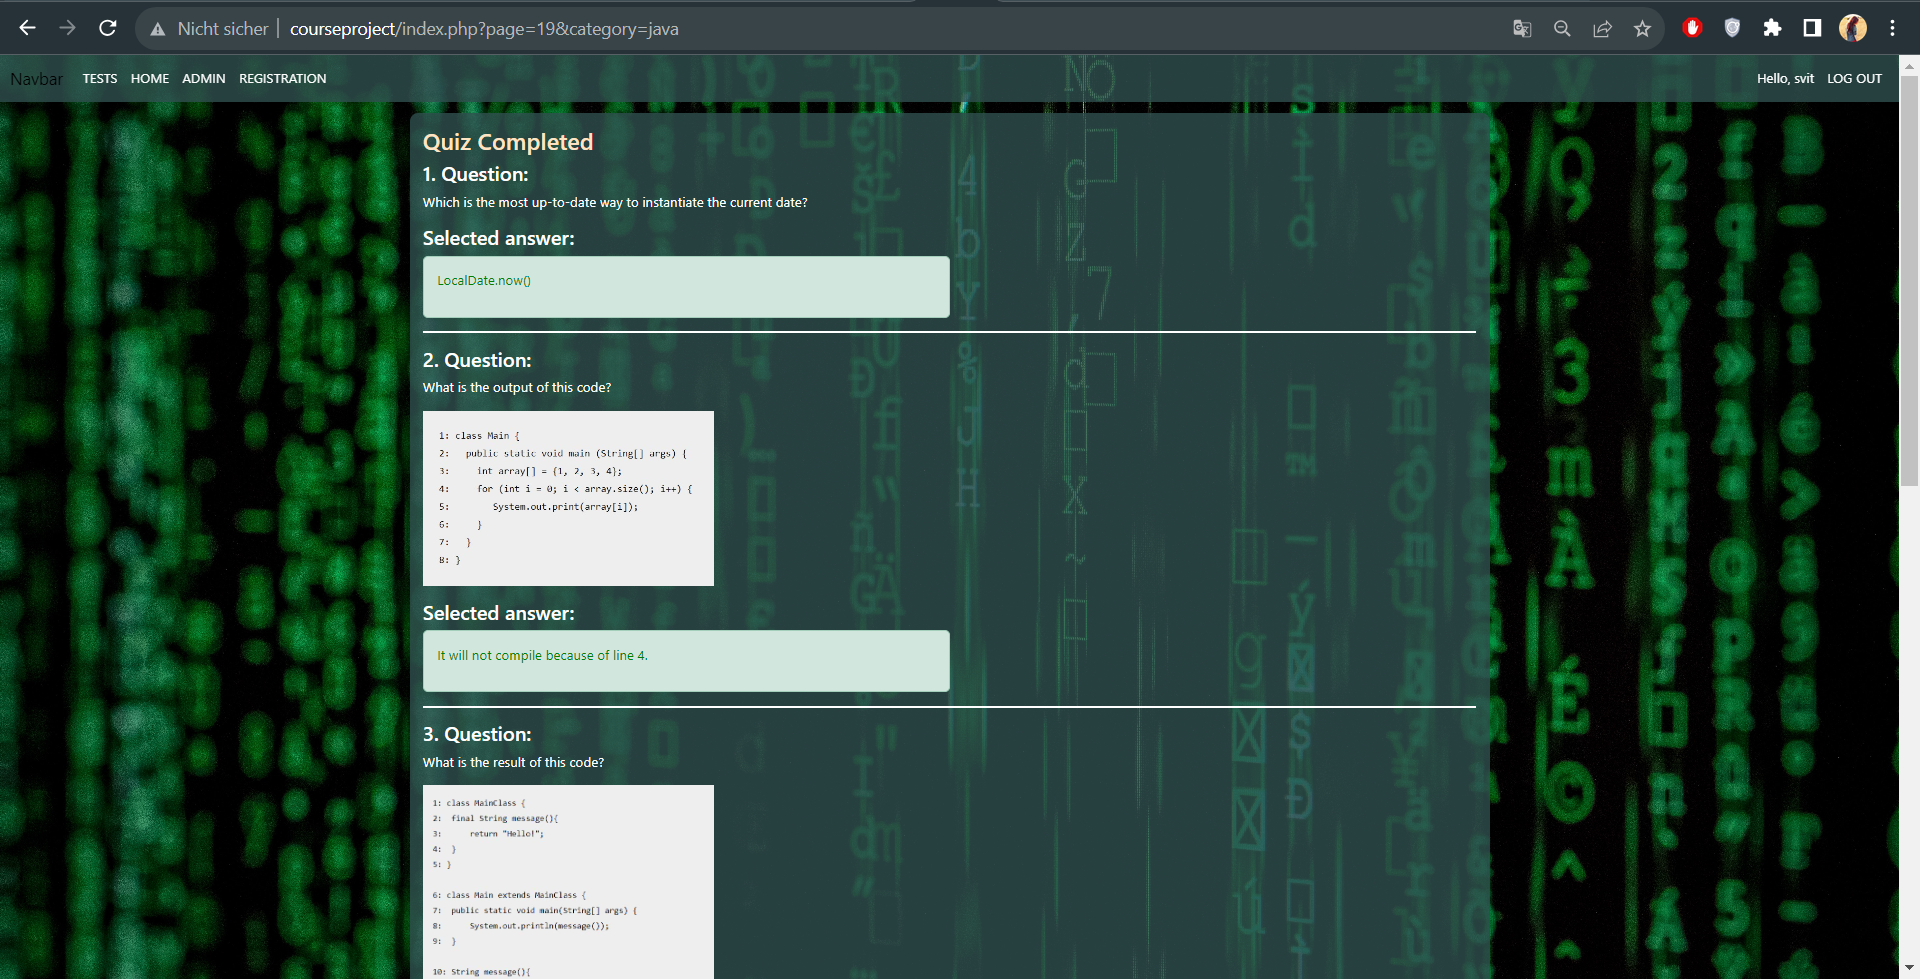 Nicht sicher | courseproject/index.php?page=19&category=java
Navbar TESTS HOME ADMIN REGISTRATION Hello, svit LOG OUT
Quiz Completed
1. Question:
Which is the most up-to-date way to instantiate the current date?
Selected answer:
LocalDate.now()
2. Question:
What is the output of this code?
1: class Main {
2: public static void main (String[] args) {
3: int array[] = {1, 2, 3, 4};
4: for (int i = 0; i < array.size(); i++) {
5: System.out.print(array[i]);
6: }
7: }
8: }
Selected answer:
It will not compile because of line 4.
3. Question:
What is the result of this code?
1: class MainClass {
2: final String message(){
3: return "Hello!";
4: }
5: }
6: class Main extends MainClass {
7: public static void main(String[] args) {
8: System.out.println(message());
9: }
10: String message(){